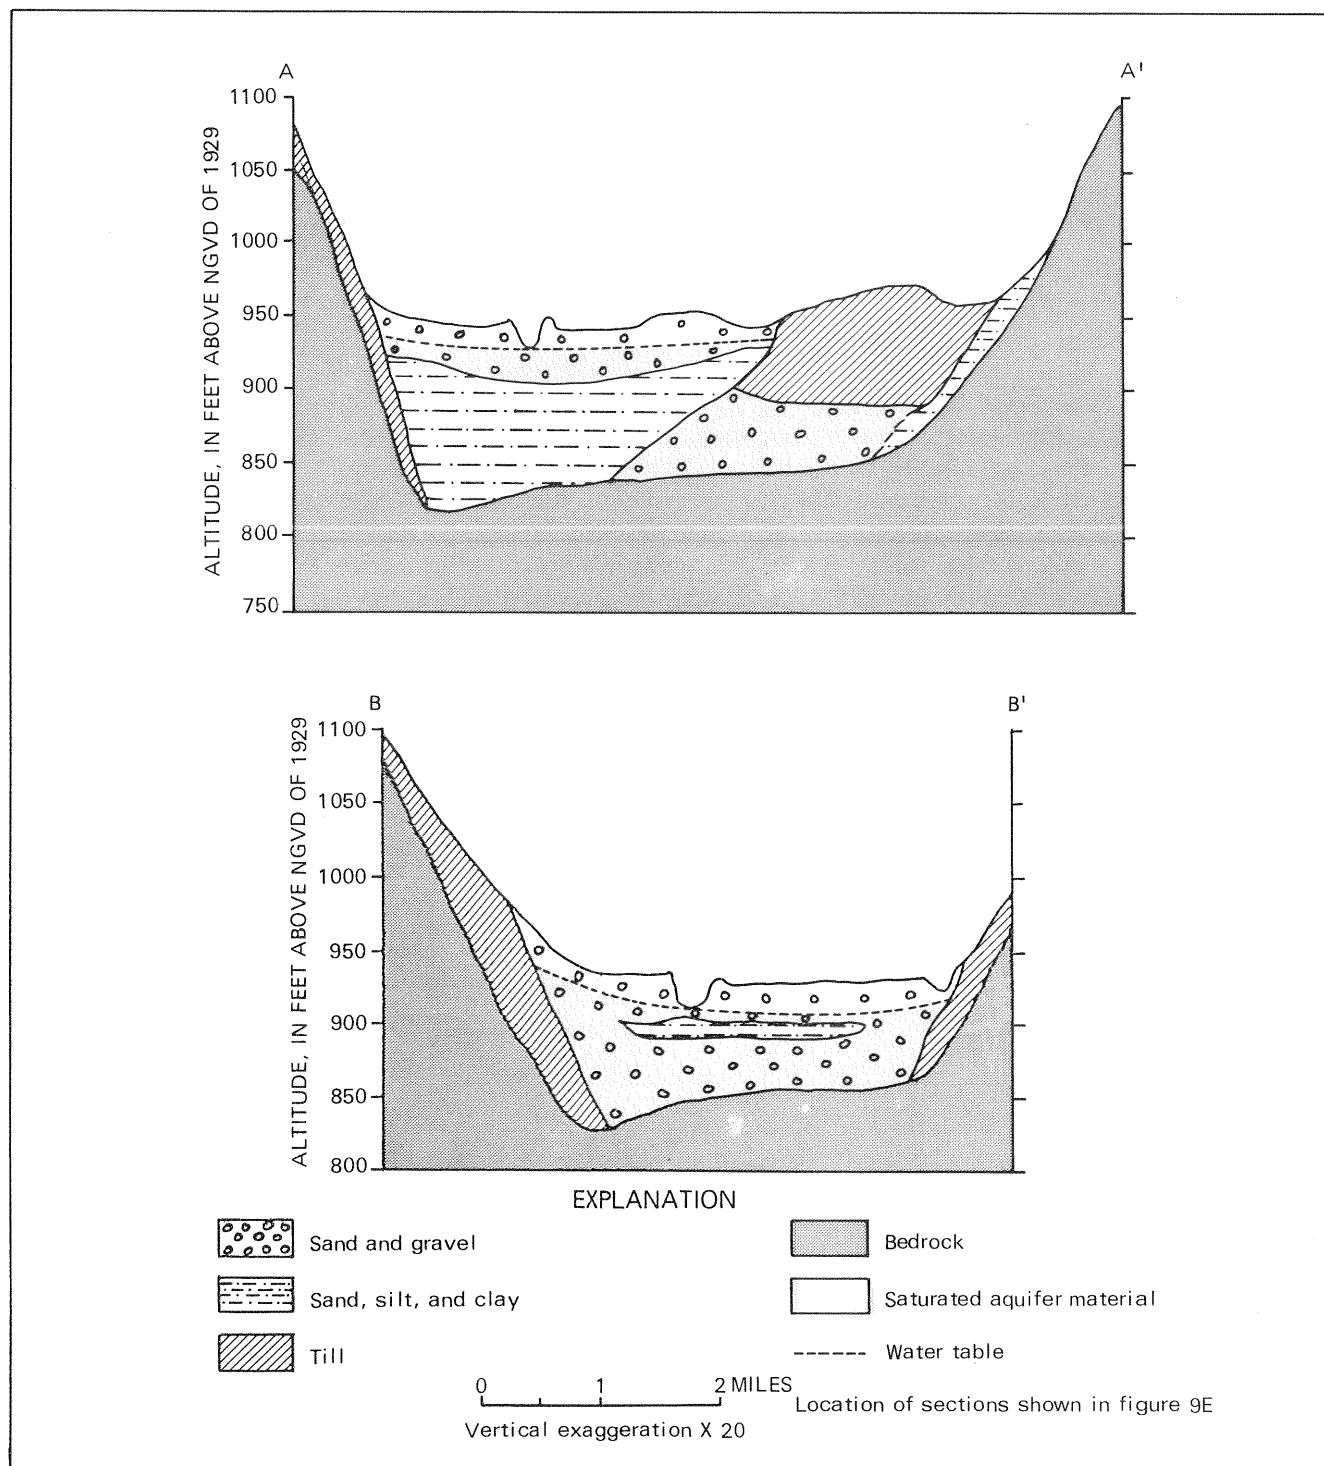 A A'
ALTITUDE, IN FEET ABOVE NGVD OF 1929
1100
1050
1000
950
900
850
800
750
B B'
ALTITUDE, IN FEET ABOVE NGVD OF 1929
1100
1050
1000
950
900
850
800
EXPLANATION
Sand and gravel
Bedrock
Sand, silt, and clay
Saturated aquifer material
Till
Water table
0 1 2 MILES
Location of sections shown in figure 9E
Vertical exaggeration X 20